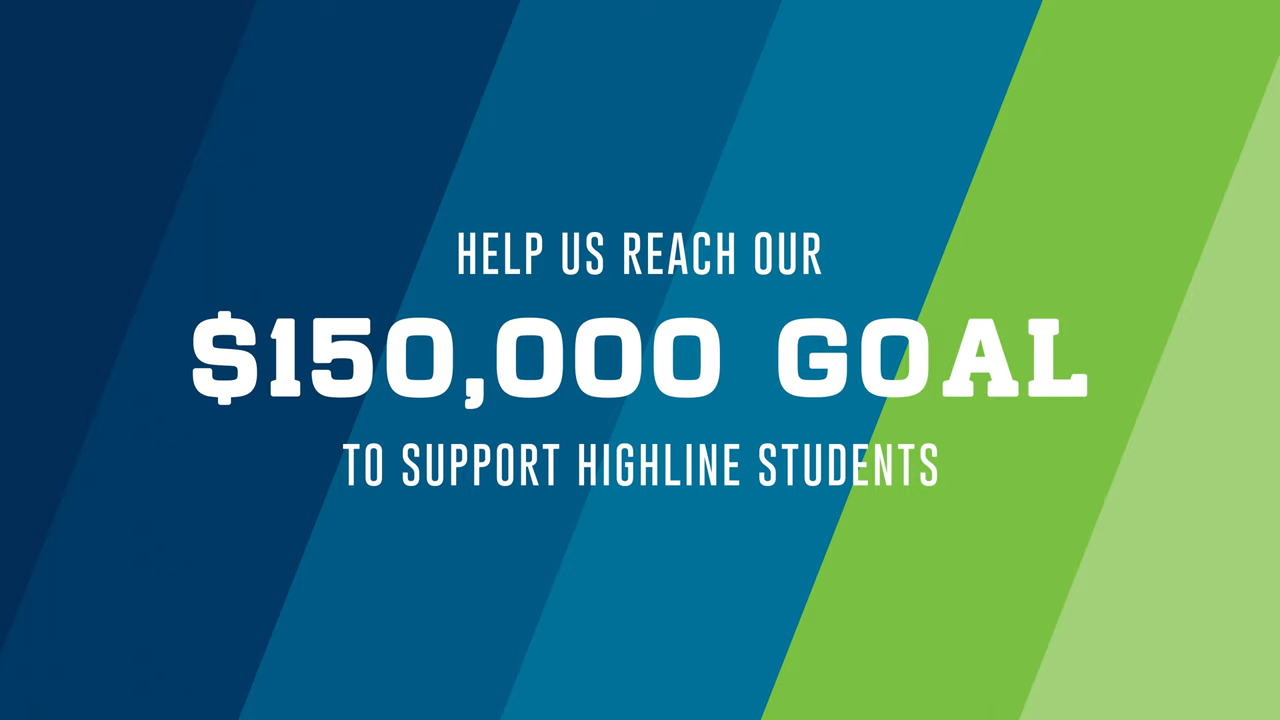 HELP US REACH OUR
$150,000 GOAL
TO SUPPORT HIGHLINE STUDENTS